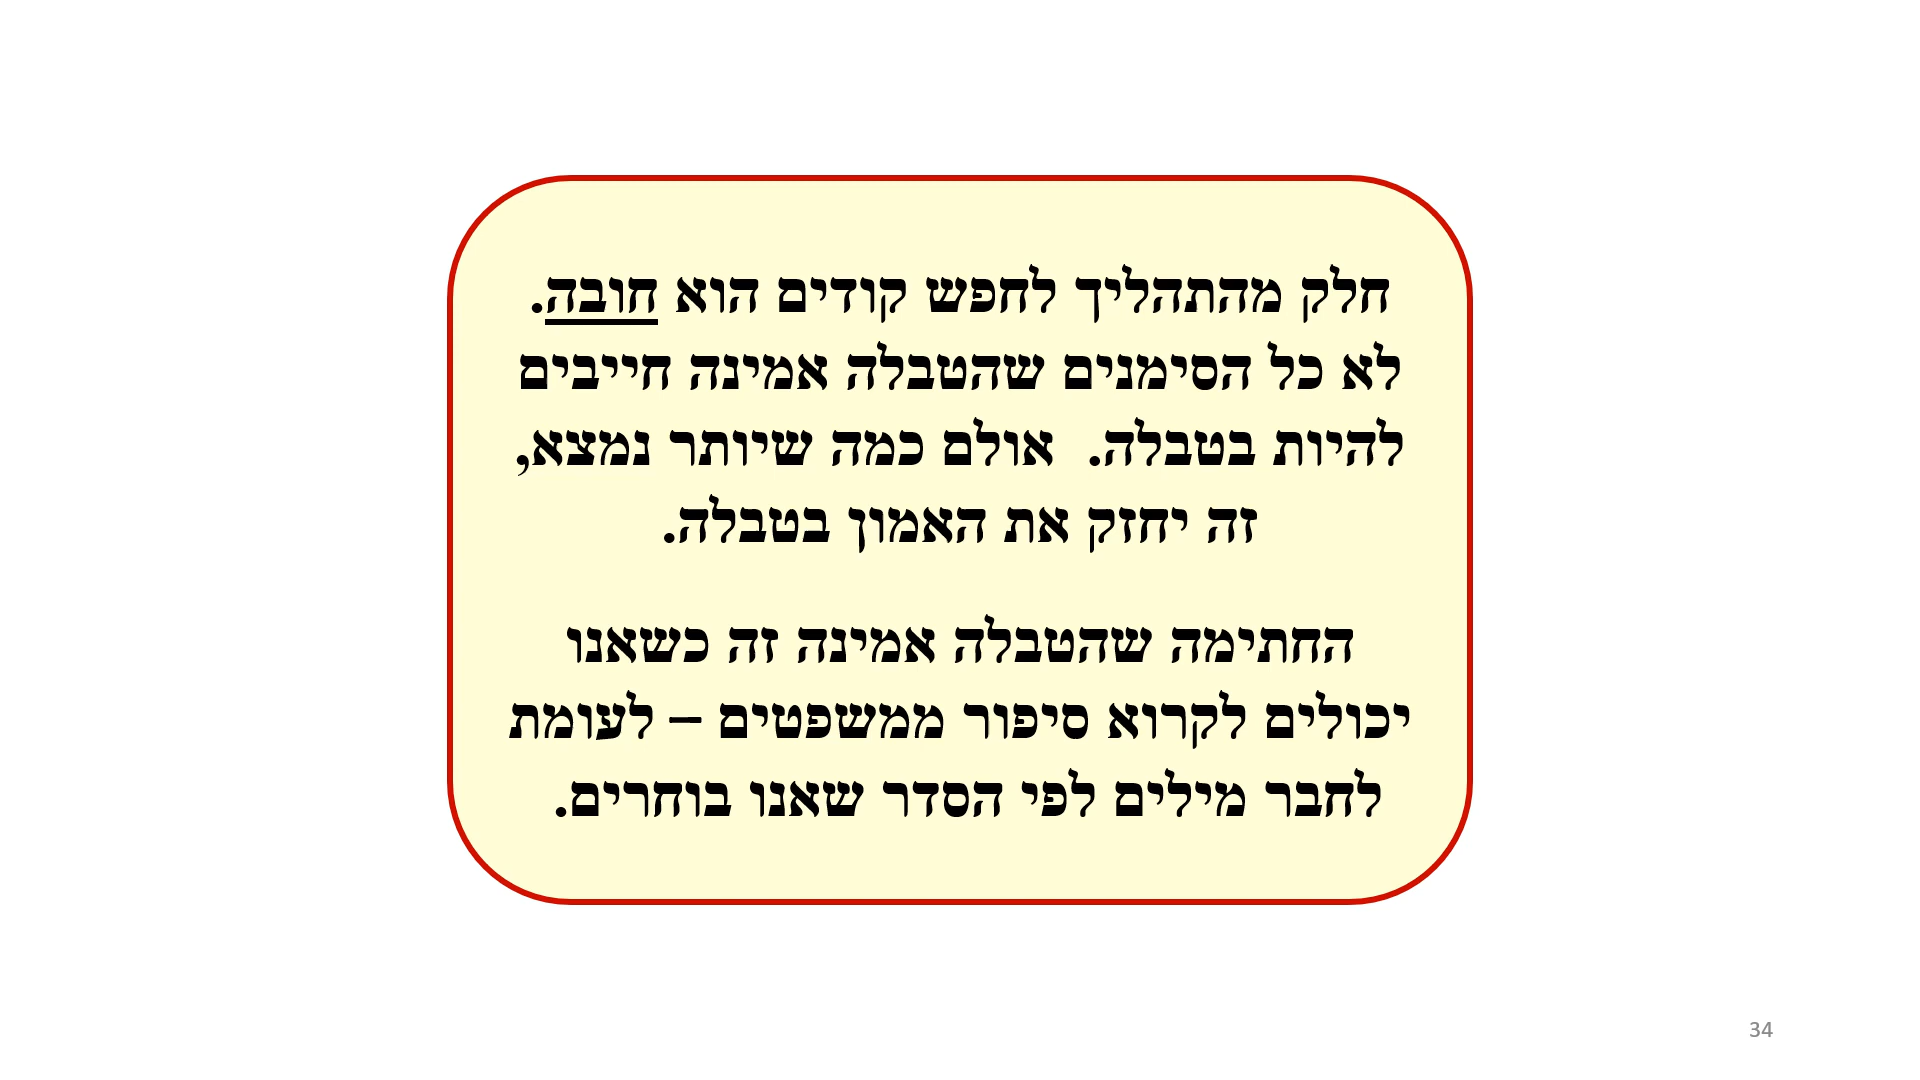 חלק מהתהליך לחפש קודים הוא חובה.
לא כל הסימנים שהטבלה אמינה חייבים
להיות בטבלה.  אולם כמה שיותר נמצא,
זה יחזק את האמון בטבלה.
החתימה שהטבלה אמינה זה כשאנו
יכולים לקרוא סיפור ממשפטים – לעומת
לחבר מילים לפי הסדר שאנו בוחרים.
34